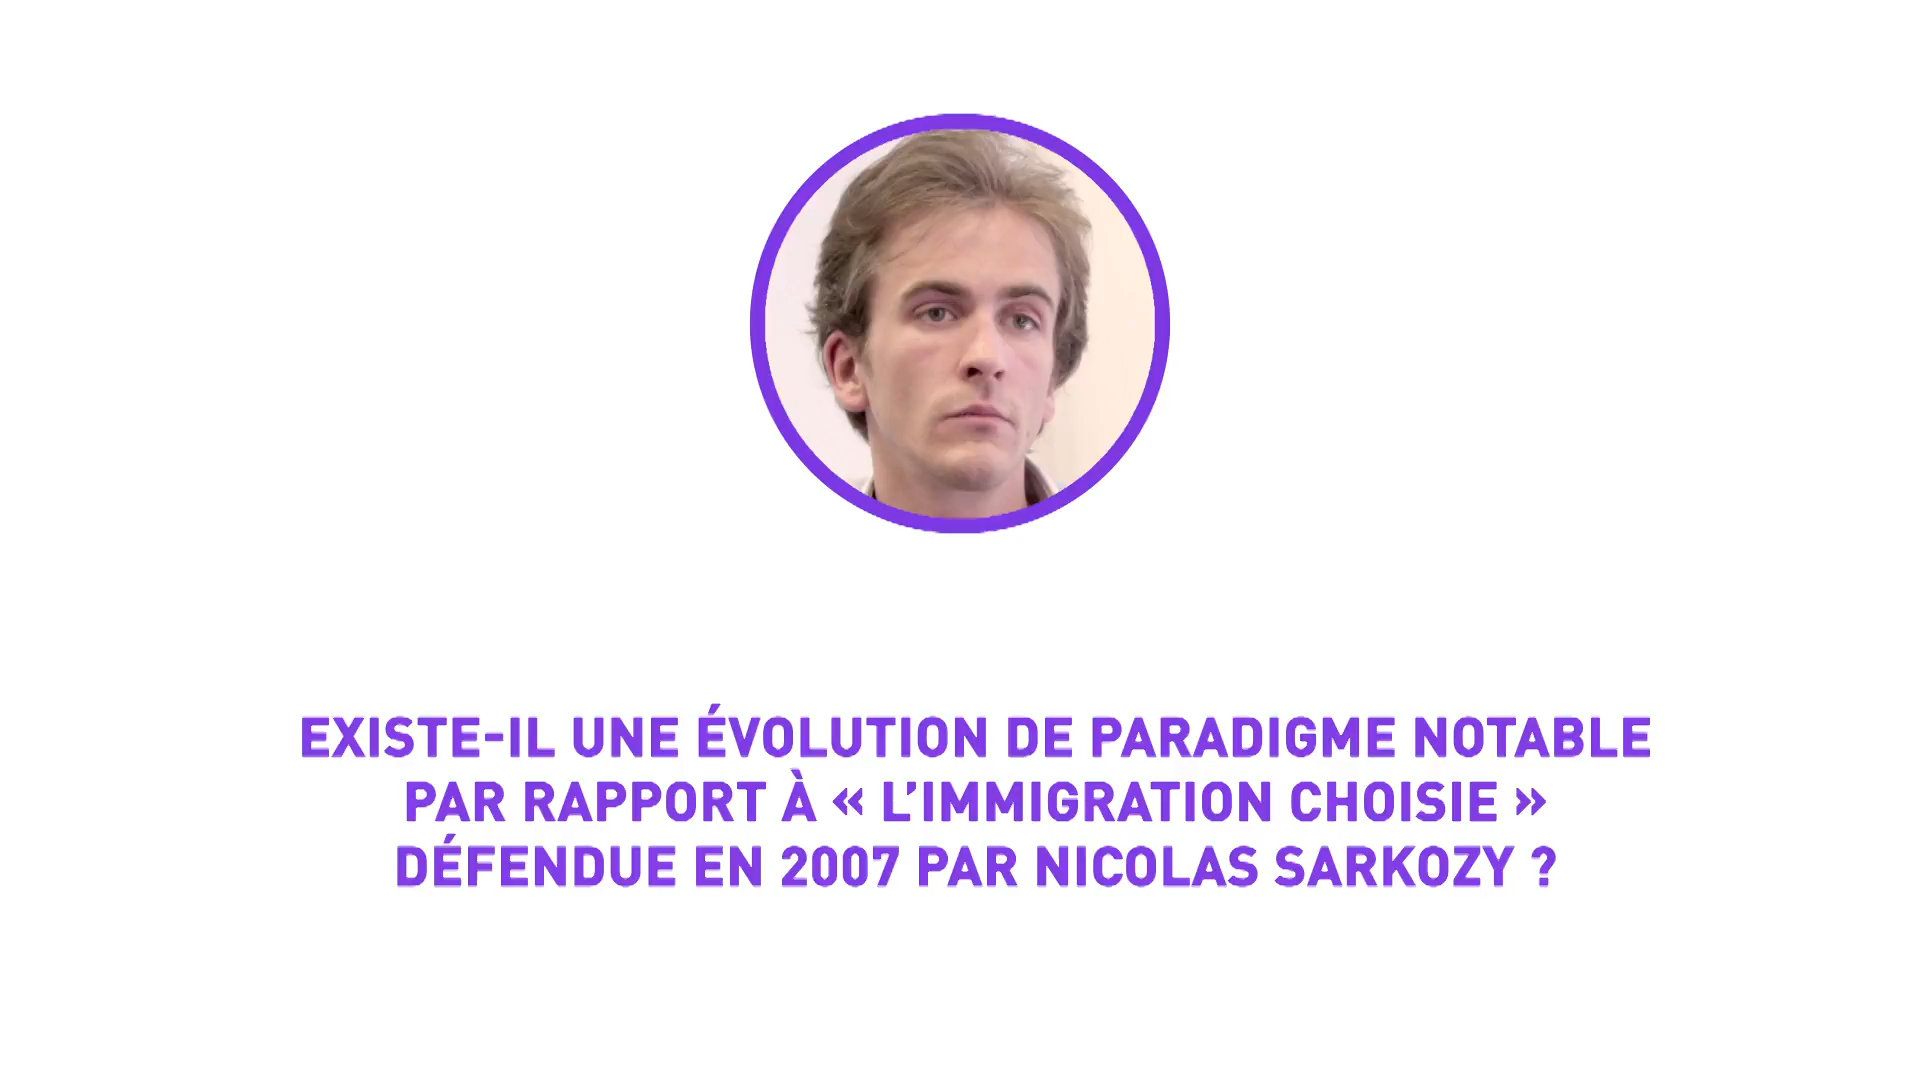 EXISTE-IL UNE ÉVOLUTION DE PARADIGME NOTABLE
PAR RAPPORT À « L’IMMIGRATION CHOISIE »
DÉFENDUE EN 2007 PAR NICOLAS SARKOZY ?